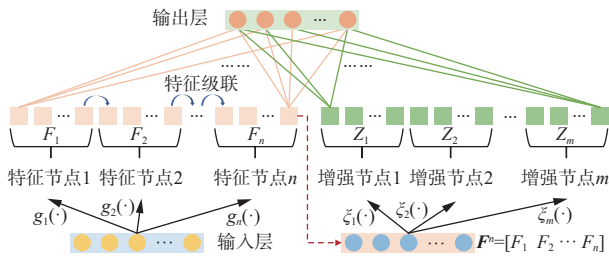 输出层
··· ···
特征级联
··· ··· ··· ··· ··· ··· ··· ···
F₁ F₂ Fₙ Z₁ Z₂ Zₘ
特征节点1 特征节点2 特征节点n 增强节点1 增强节点2 增强节点m
g₁(·) g₂(·) gₙ(·) ξ₁(·) ξ₂(·) ξₘ(·)
输入层 Fⁿ=[F₁ F₂ ··· Fₙ]